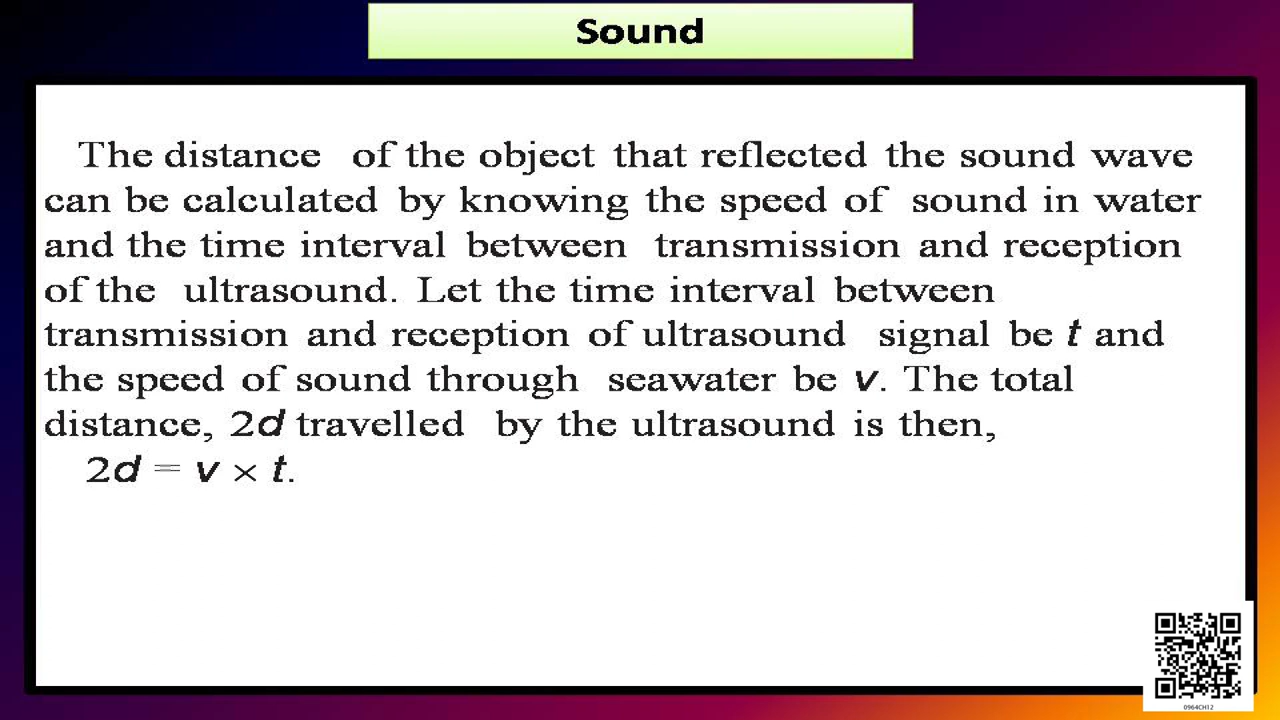 Sound
The distance of the object that reflected the sound wave
can be calculated by knowing the speed of sound in water
and the time interval between transmission and reception
of the ultrasound. Let the time interval between
transmission and reception of ultrasound signal be t and
the speed of sound through seawater be v. The total
distance, 2d travelled by the ultrasound is then,
2d = v × t.
0964CH12